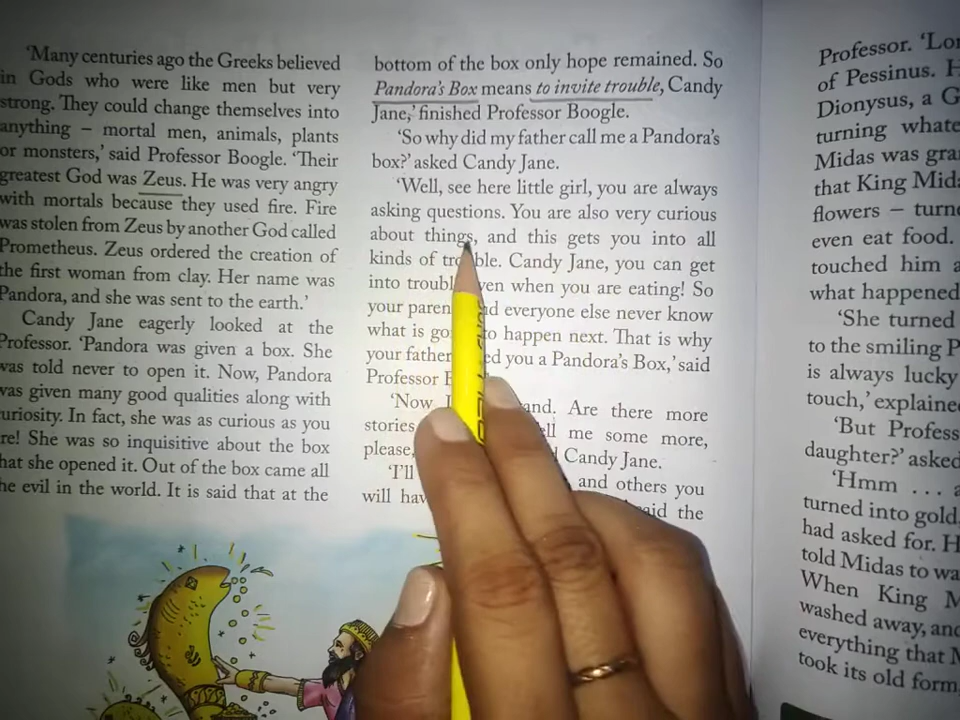 'Many centuries ago the Greeks believed
in Gods who were like men but very
strong. They could change themselves into
anything – mortal men, animals, plants
or monsters,' said Professor Boogle. 'Their
greatest God was Zeus. He was very angry
with mortals because they used fire. Fire
was stolen from Zeus by another God called
Prometheus. Zeus ordered the creation of
the first woman from clay. Her name was
Pandora, and she was sent to the earth.'
Candy Jane eagerly looked at the
Professor. 'Pandora was given a box. She
was told never to open it. Now, Pandora
was given many good qualities along with
curiosity. In fact, she was as curious as you
are! She was so inquisitive about the box
that she opened it. Out of the box came all
the evil in the world. It is said that at the
bottom of the box only hope remained. So
Pandora's Box means to invite trouble, Candy
Jane,' finished Professor Boogle.
'So why did my father call me a Pandora's
box?' asked Candy Jane.
'Well, see here little girl, you are always
asking questions. You are also very curious
about things, and this gets you into all
kinds of trouble. Candy Jane, you can get
into trouble even when you are eating! So
your parents and everyone else never know
what is going to happen next. That is why
your father called you a Pandora's Box,' said
Professor
'Now I Are there more
stories me some more,
please, Candy Jane.
'I'll and others you
will said the
Professor.
of Pessinus.
Dionysus, a
turning
Midas was
that King
flowers – 
even eat food.
touched him
what happened
'She turned
to the smiling
is always lucky
touch,'
'But
daughter?' asked
'Hmm . . .
turned into gold,
had asked for.
told Midas to
When King
washed away,
everything that
took its old form,